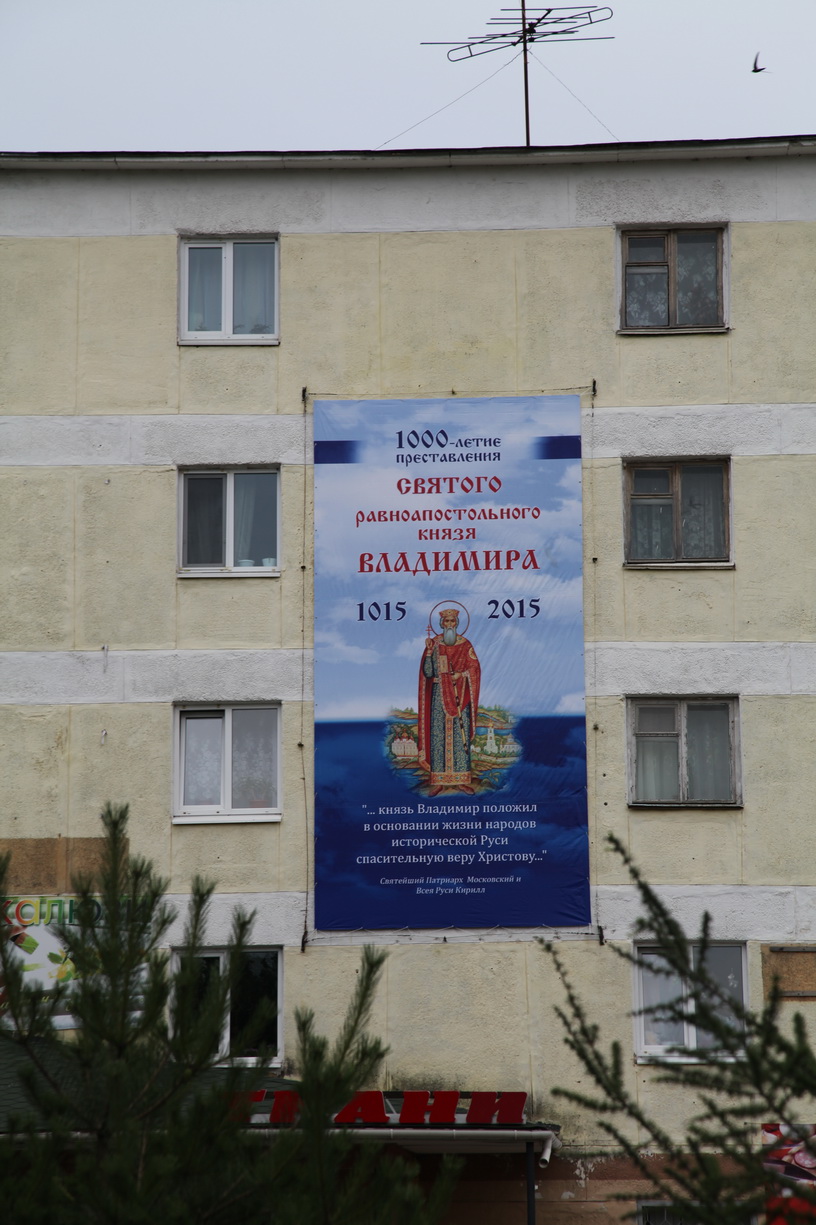 1000-летие
преставления
святого
равноапостольного
князя
Владимира
1015 2015
"... князь Владимир положил
в основании жизни народов
исторической Руси
спасительную веру Христову..."
Святейший Патриарх Московский и
Всея Руси Кирилл